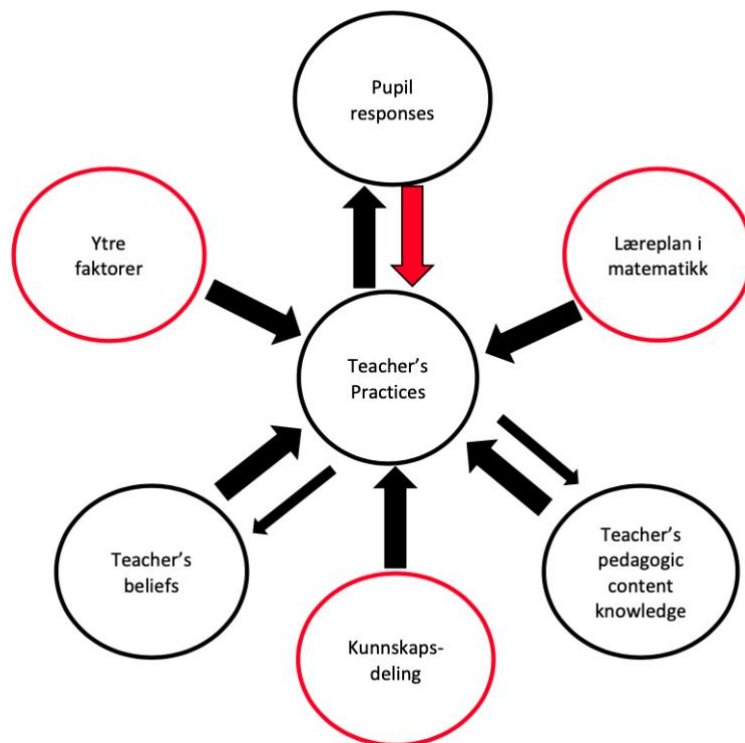 Pupil
responses
Ytre
faktorer
Læreplan i
matematikk
Teacher's
Practices
Teacher's
beliefs
Kunnskaps-
deling
Teacher's
pedagogic
content
knowledge